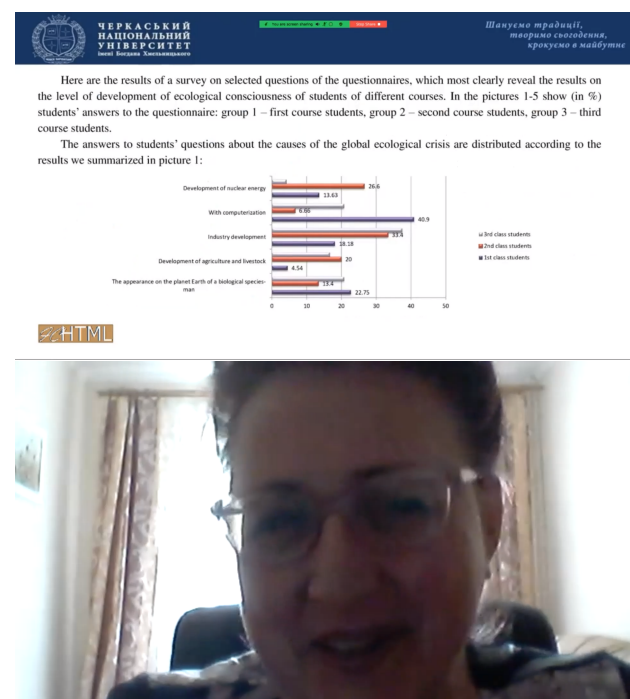 ЧЕРКАСЬКИЙ
НАЦІОНАЛЬНИЙ
УНІВЕРСИТЕТ
імені Богдана Хмельницького
You are screen sharing
Stop Share
Шануємо традиції,
творимо сьогодення,
крокуємо в майбутнє
Here are the results of a survey on selected questions of the questionnaires, which most clearly reveal the results on
the level of development of ecological consciousness of students of different courses. In the pictures 1-5 show (in %)
students' answers to the questionnaire: group 1 – first course students, group 2 – second course students, group 3 – third
course students.
The answers to students' questions about the causes of the global ecological crisis are distributed according to the
results we summarized in picture 1:
Development of nuclear energy
26.6
13.63
With computerization
6.66
40.9
Industry development
33.4
18.18
Development of agriculture and livestock
20
4.54
The appearance on the planet Earth of a biological species-
man
13.4
22.75
0 10 20 30 40 50
3rd class students
2nd class students
1st class students
HTML